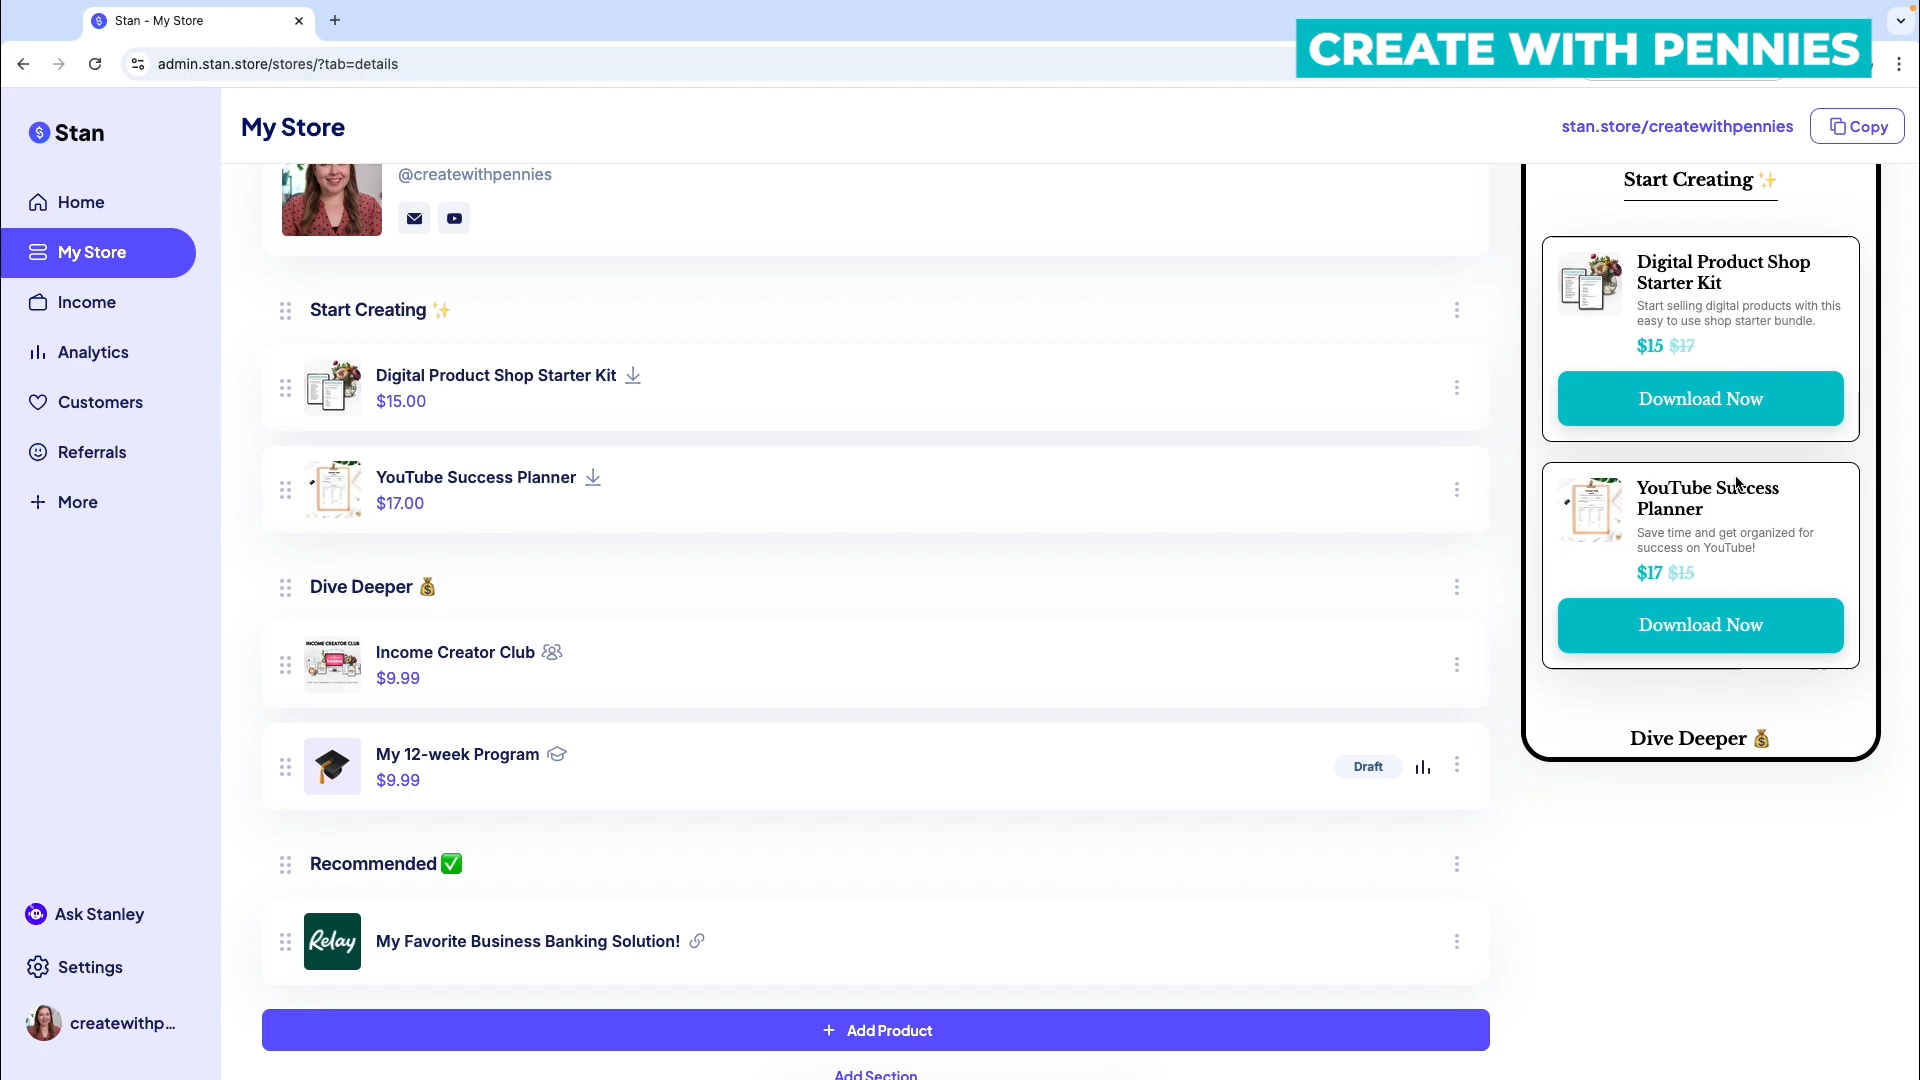 Stan - My Store
admin.stan.store/stores/?tab=details
CREATE WITH PENNIES
Stan
My Store
stan.store/createwithpennies
Copy
Home
My Store
Income
Analytics
Customers
Referrals
More
Ask Stanley
Settings
createwithp...
@createwithpennies
Start Creating ✨
Digital Product Shop Starter Kit
$15.00
YouTube Success Planner
$17.00
Dive Deeper 💰
INCOME CREATOR CLUB
Income Creator Club
$9.99
My 12-week Program
$9.99
Draft
Recommended ✅
Relay
My Favorite Business Banking Solution!
+ Add Product
Add Section
Start Creating ✨
Digital Product Shop
Starter Kit
Start selling digital products with this
easy to use shop starter bundle.
$15 $17
Download Now
YouTube Success
Planner
Save time and get organized for
success on YouTube!
$17 $15
Download Now
Dive Deeper 💰